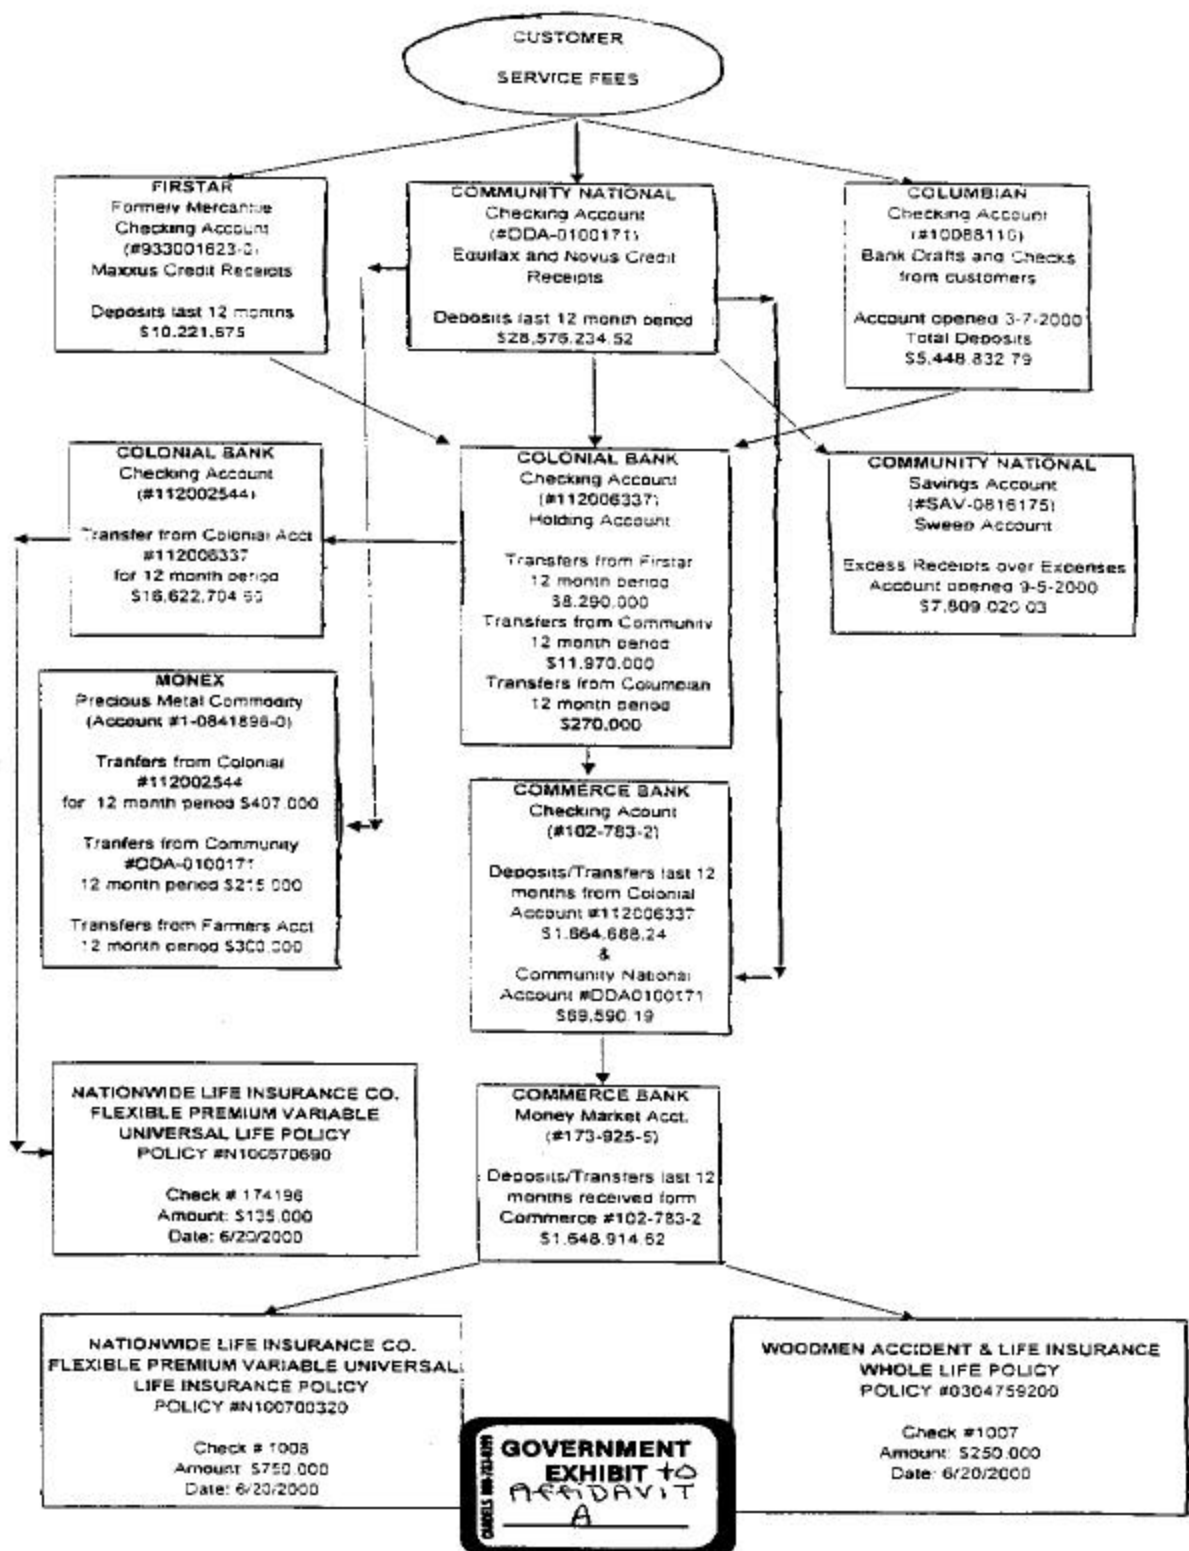 CUSTOMER
SERVICE FEES
FIRSTAR
Formerly Mercantile
Checking Account
(#933001623-0)
Maxxus Credit Receipts
Deposits last 12 months
$10,221,675
COMMUNITY NATIONAL
Checking Account
(#DDA-0100171)
Equifax and Novus Credit
Receipts
Deposits last 12 month period
$28,576,234.52
COLUMBIAN
Checking Account
(#10088116)
Bank Drafts and Checks
from customers
Account opened 3-7-2000
Total Deposits
$5,448,832.79
COLONIAL BANK
Checking Account
(#112002544)
Transfer from Colonial Acct
#112006337
for 12 month period
COLONIAL BANK
Checking Account
(#112006337)
Holding Account
Transfers from Firstar
12 month period
$8,290,000
Transfers from Community
12 month period
$11,970,000
Transfers from Columbian
12 month period
$270,000
COMMUNITY NATIONAL
Savings Account
(#SAV-0816175)
Sweep Account
Excess Receipts over Expenses
Account opened 9-5-2000
$7,809,020.03
MONEX
Precious Metal Commodity
(Account #1-0841896-0)
Tranfers from Colonial
#112002544
for 12 month period $407,000
Tranfers from Community
#DDA-0100171
12 month period $215,000
Transfers from Farmers Acct
12 month period $300,000
COMMERCE BANK
Checking Acount
(#102-783-2)
Deposits/Transfers last 12
months from Colonial
Account #112006337
$1,664,688.24
&
Community National
Account #DDA0100171
$69,590.19
NATIONWIDE LIFE INSURANCE CO.
FLEXIBLE PREMIUM VARIABLE
UNIVERSAL LIFE POLICY
POLICY #N100570690
Check # 174196
Amount: $135,000
Date: 6/20/2000
COMMERCE BANK
Money Market Acct.
(#173-925-5)
Deposits/Transfers last 12
months received form
Commerce #102-783-2
$1,648,914.62
NATIONWIDE LIFE INSURANCE CO.
FLEXIBLE PREMIUM VARIABLE UNIVERSAL
LIFE INSURANCE POLICY
POLICY #N100700320
Check # 1008
Amount: $750,000
Date: 6/20/2000
WOODMEN ACCIDENT & LIFE INSURANCE
WHOLE LIFE POLICY
POLICY #0304759200
Check #1007
Amount: $250,000
Date: 6/20/2000
GOVERNMENT
EXHIBIT to
AFFIDAVIT
A